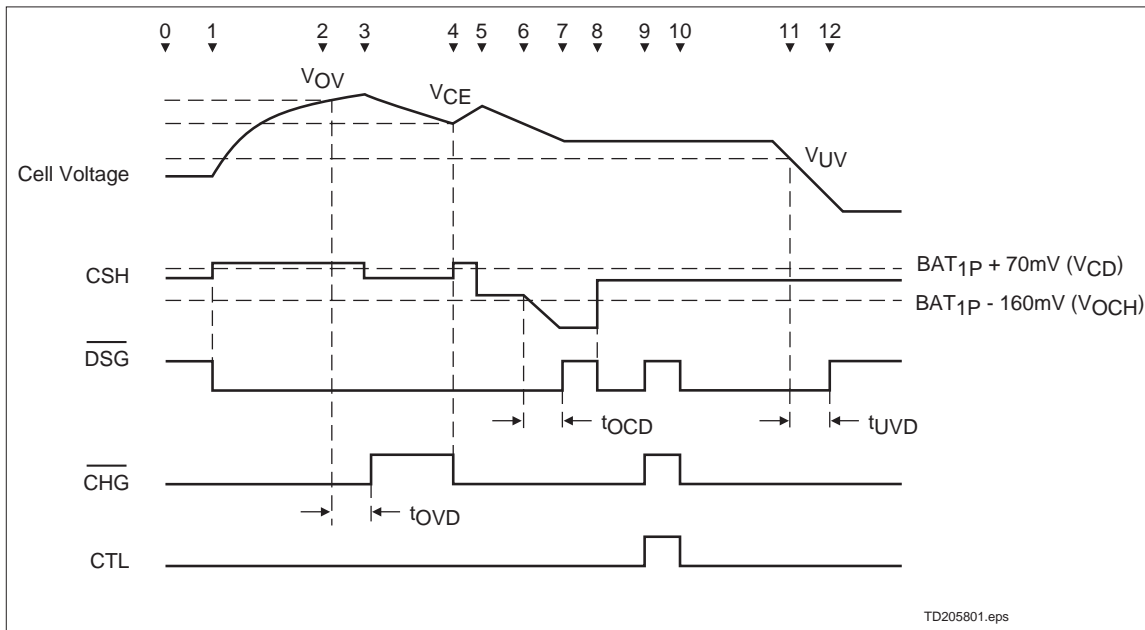 0 1 2 3 4 5 6 7 8 9 10 11 12
VOV
VCE
VUV
Cell Voltage
CSH
BAT1P + 70mV (VCD)
BAT1P - 160mV (VOCH)
DSG
tOCD
tUVD
CHG
tOVD
CTL
TD205801.eps